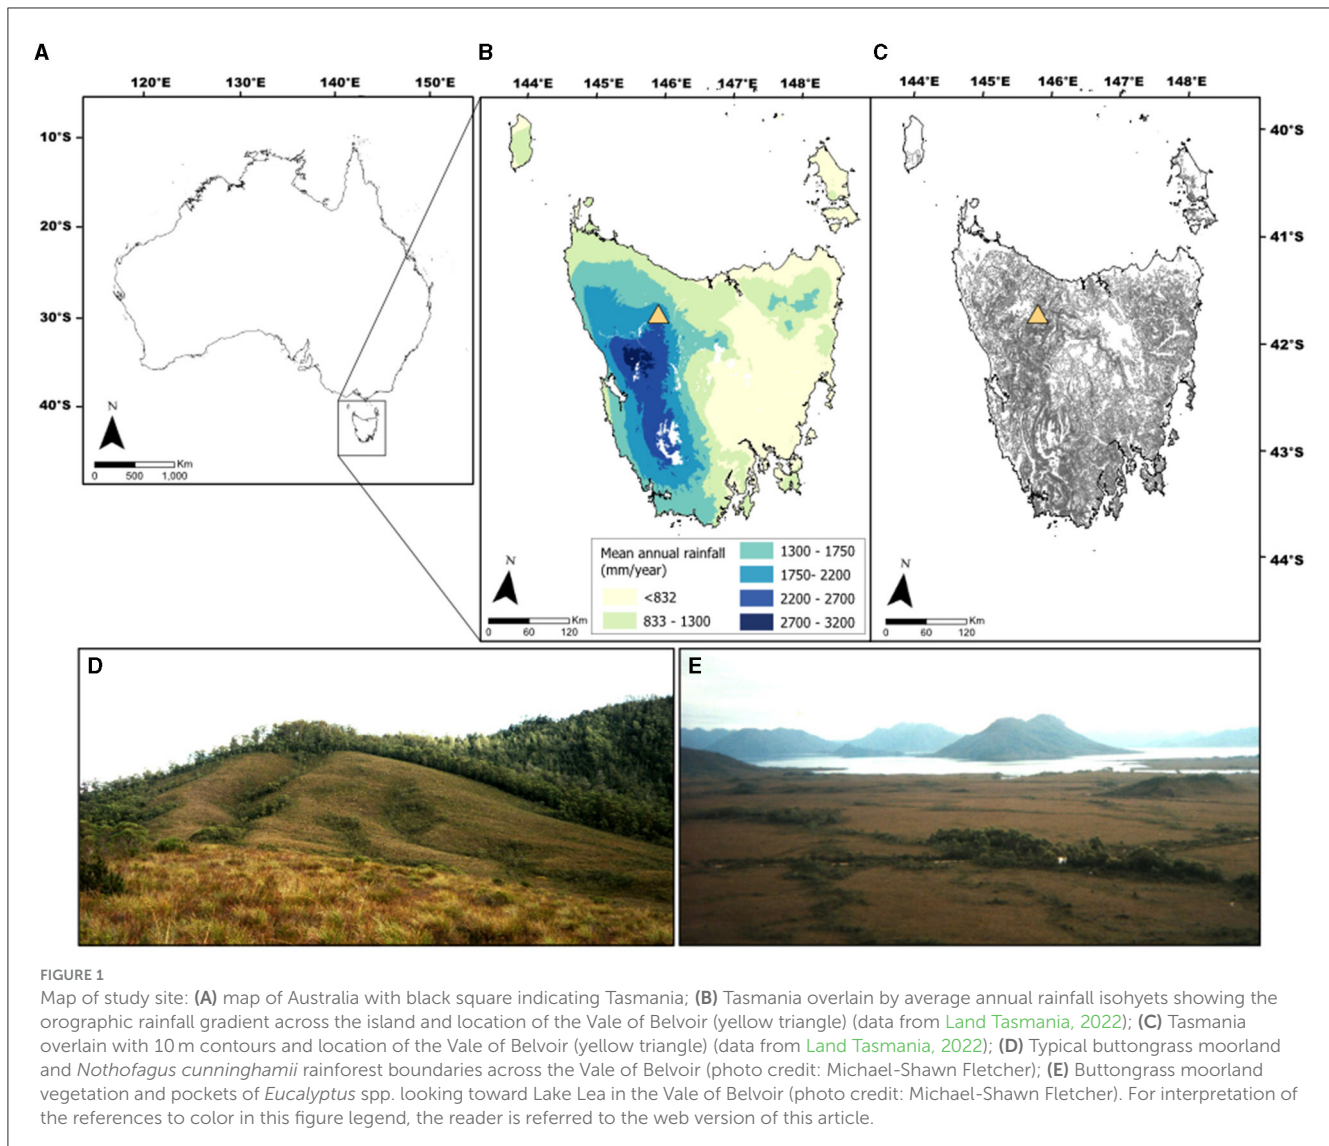 A
B
C
120°E 130°E 140°E 150°E
144°E 145°E 146°E 147°E 148°E
144°E 145°E 146°E 147°E 148°E
10°S
20°S
30°S
40°S
N
Km
0 500 1,000
Mean annual rainfall
(mm/year)
<832
833 - 1300
1300 - 1750
1750- 2200
2200 - 2700
2700 - 3200
N
Km
0 60 120
40°S
41°S
42°S
43°S
44°S
N
Km
0 60 120
D
E
FIGURE 1
Map of study site: (A) map of Australia with black square indicating Tasmania; (B) Tasmania overlain by average annual rainfall isohyets showing the
orographic rainfall gradient across the island and location of the Vale of Belvoir (yellow triangle) (data from Land Tasmania, 2022); (C) Tasmania
overlain with 10 m contours and location of the Vale of Belvoir (yellow triangle) (data from Land Tasmania, 2022); (D) Typical buttongrass moorland
and Nothofagus cunninghamii rainforest boundaries across the Vale of Belvoir (photo credit: Michael-Shawn Fletcher); (E) Buttongrass moorland
vegetation and pockets of Eucalyptus spp. looking toward Lake Lea in the Vale of Belvoir (photo credit: Michael-Shawn Fletcher). For interpretation of
the references to color in this figure legend, the reader is referred to the web version of this article.